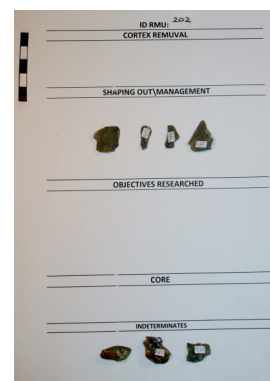 ID RMU: 202
CORTEX REMUVAL
SHAPING OUT\MANAGEMENT
OBJECTIVES RESEARCHED
CORE
INDETERMINATES